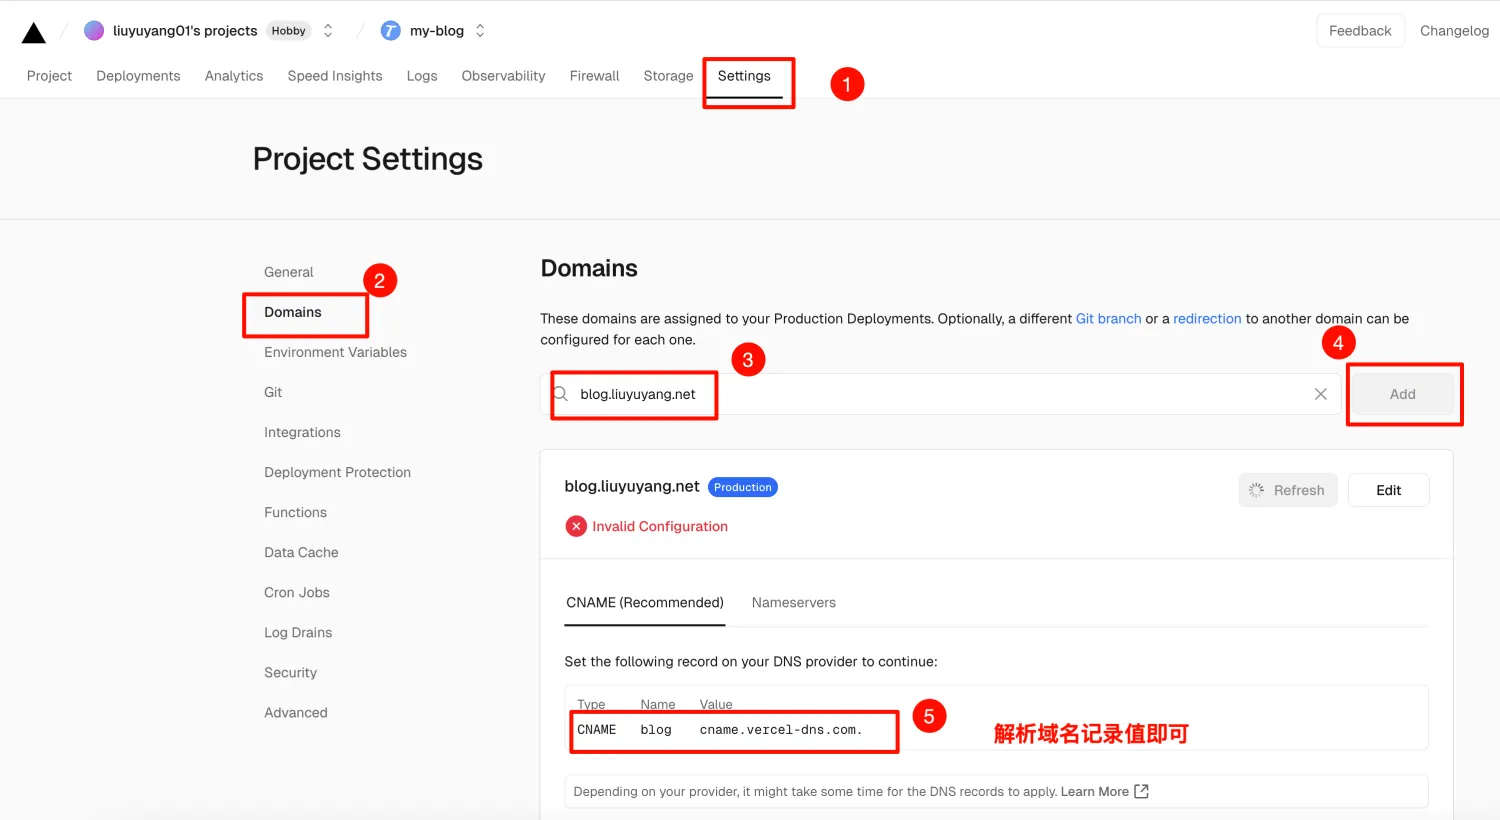 liuyuyang01's projects Hobby my-blog Feedback Changelog
Project Deployments Analytics Speed Insights Logs Observability Firewall Storage Settings 1
Project Settings
General 2
Domains
Environment Variables
Git
Integrations
Deployment Protection
Functions
Data Cache
Cron Jobs
Log Drains
Security
Advanced
Domains
These domains are assigned to your Production Deployments. Optionally, a different Git branch or a redirection to another domain can be
configured for each one.
3 4
blog.liuyuyang.net Add
blog.liuyuyang.net Production Refresh Edit
Invalid Configuration
CNAME (Recommended) Nameservers
Set the following record on your DNS provider to continue:
Type Name Value
CNAME blog cname.vercel-dns.com. 5 解析域名记录值即可
Depending on your provider, it might take some time for the DNS records to apply. Learn More